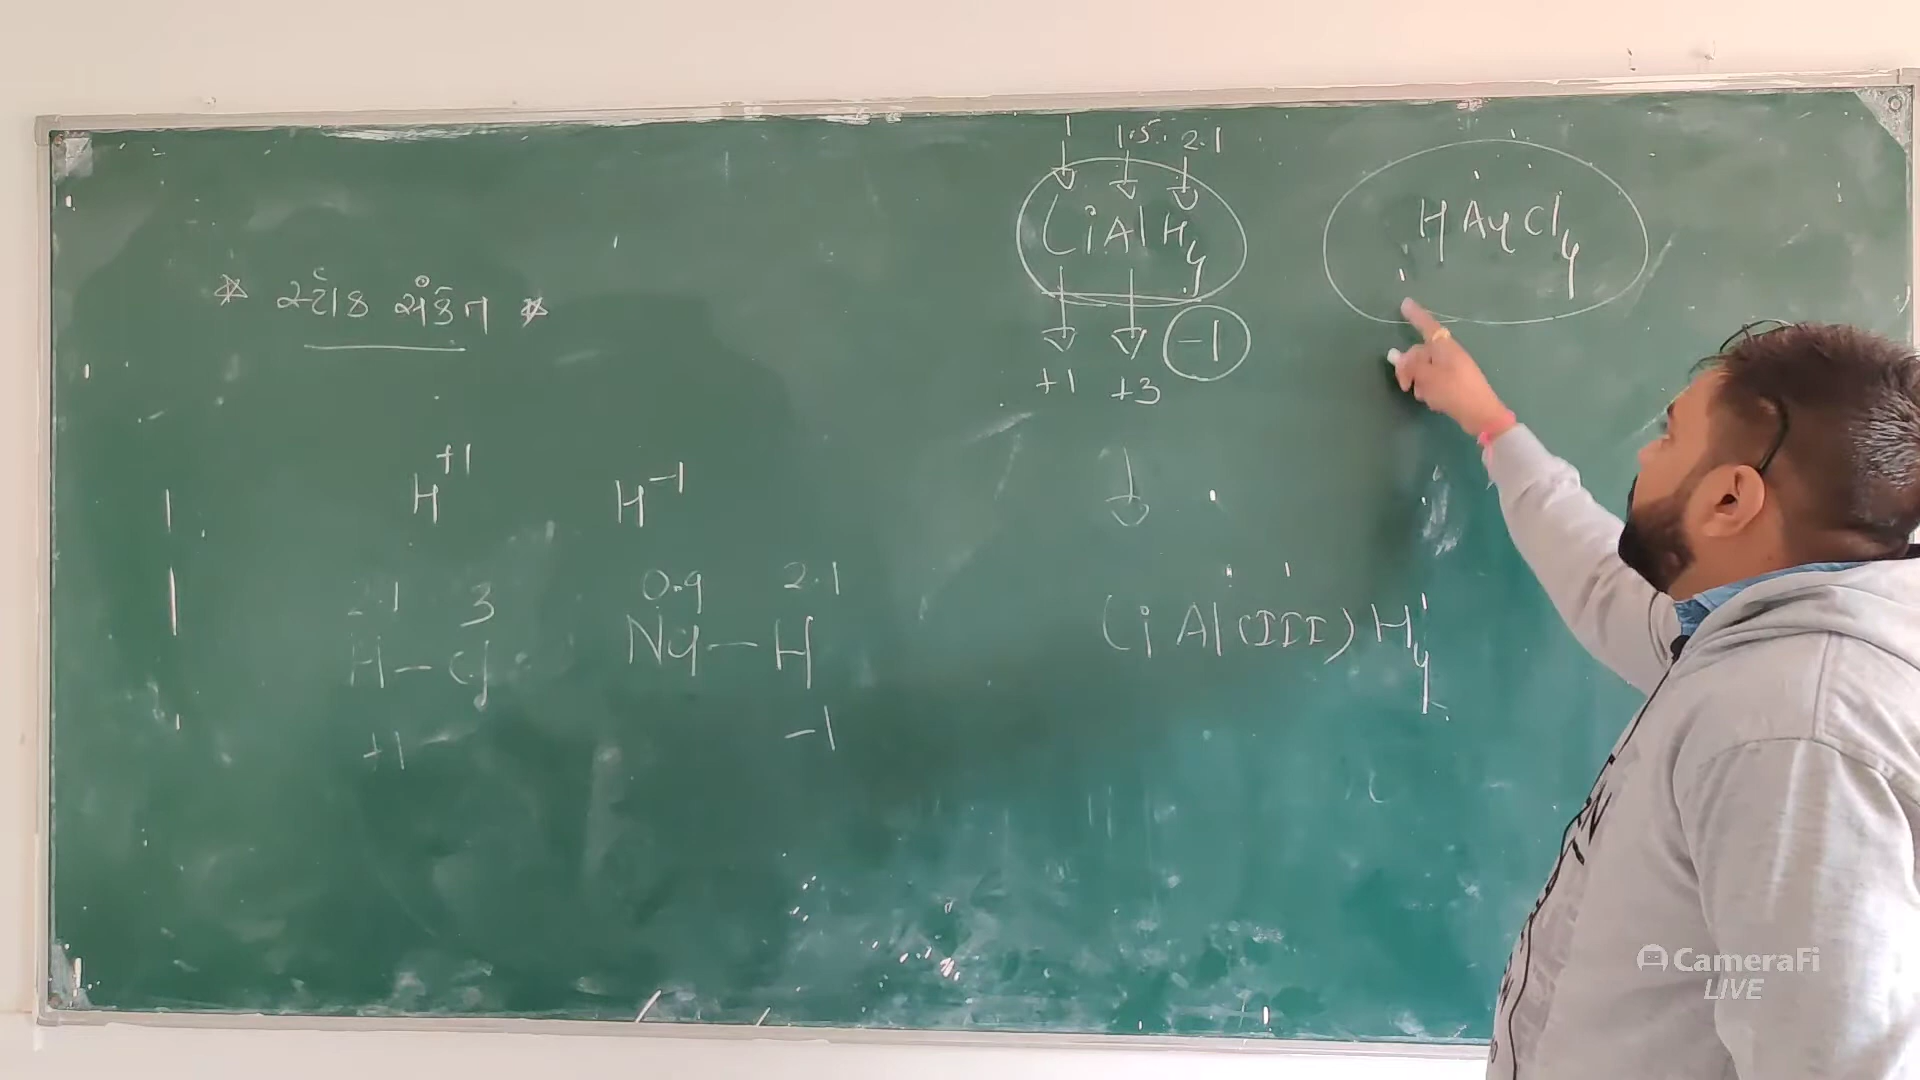 * સ્ટોક સંકેત *
H+1 H-1
2.1 3
H-Cl
+1
0.9 2.1
Na-H
-1
1 1.5 2.1
LiAlH4
-1
+1 +3
LiAl(III)H4
HAuCl4
CameraFi
LIVE